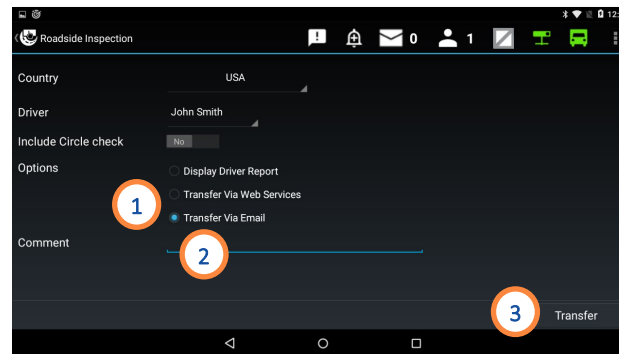 12:
Roadside Inspection
0
1
Country
USA
Driver
John Smith
Include Circle check
No
Options
Display Driver Report
1
Transfer Via Web Services
Transfer Via Email
Comment
2
3
Transfer